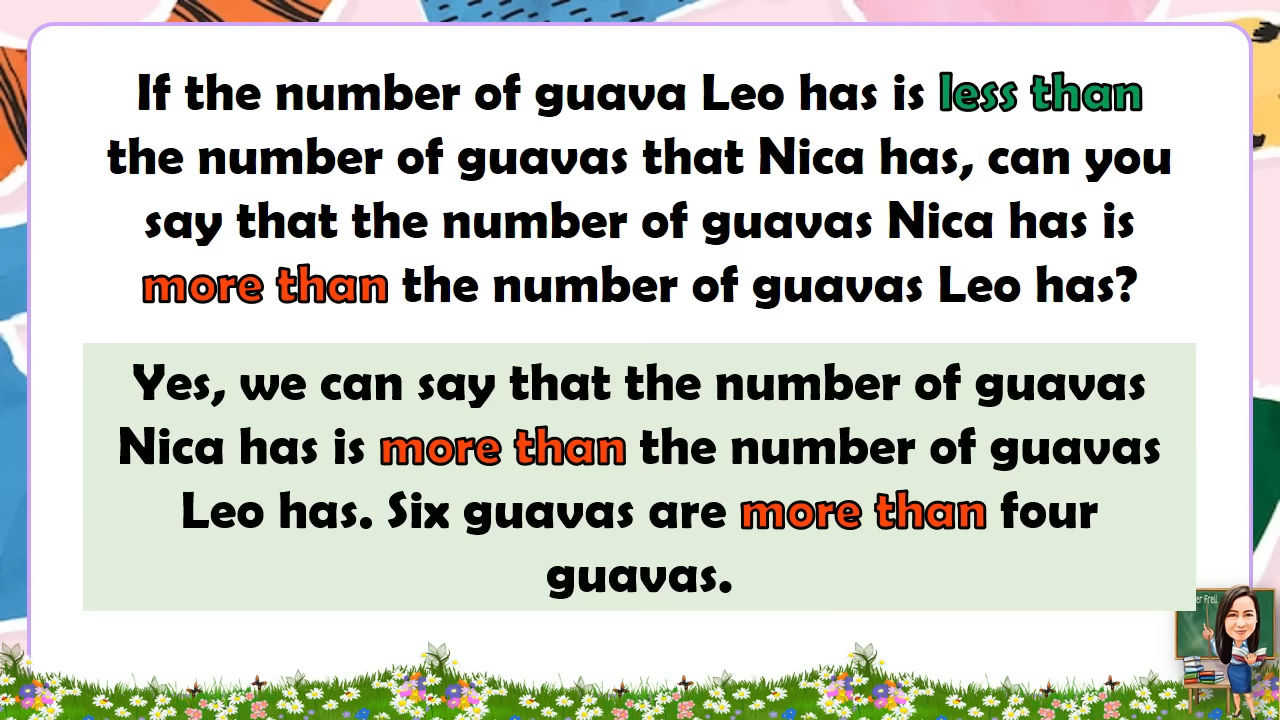 If the number of guava Leo has is less than
the number of guavas that Nica has, can you
say that the number of guavas Nica has is
more than the number of guavas Leo has?
Yes, we can say that the number of guavas
Nica has is more than the number of guavas
Leo has. Six guavas are more than four
guavas.
er Frell